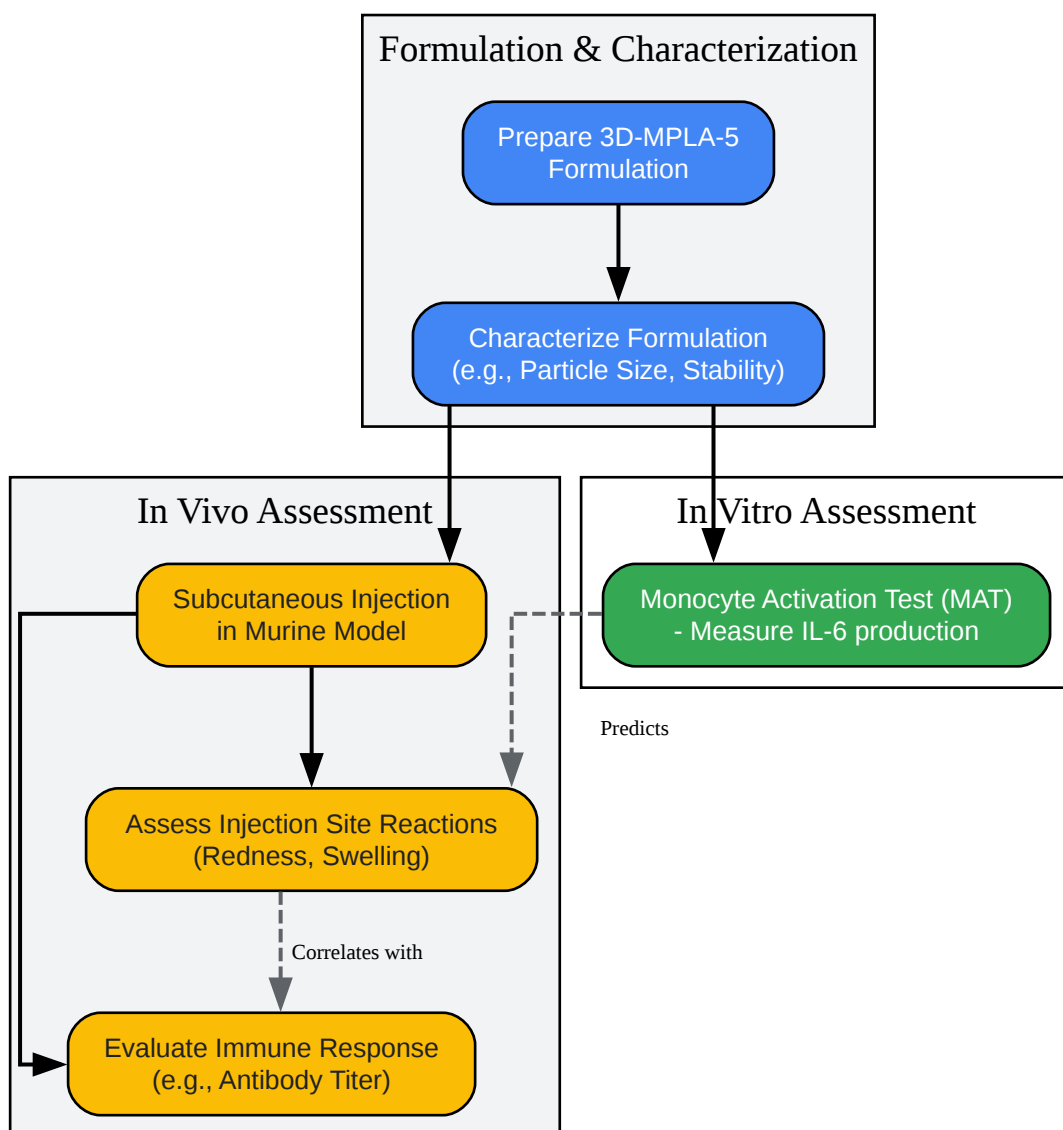 Formulation & Characterization
Prepare 3D-MPLA-5
Formulation
Characterize Formulation
(e.g., Particle Size, Stability)
In Vivo Assessment
In Vitro Assessment
Subcutaneous Injection
in Murine Model
Monocyte Activation Test (MAT)
- Measure IL-6 production
Predicts
Assess Injection Site Reactions
(Redness, Swelling)
Correlates with
Evaluate Immune Response
(e.g., Antibody Titer)